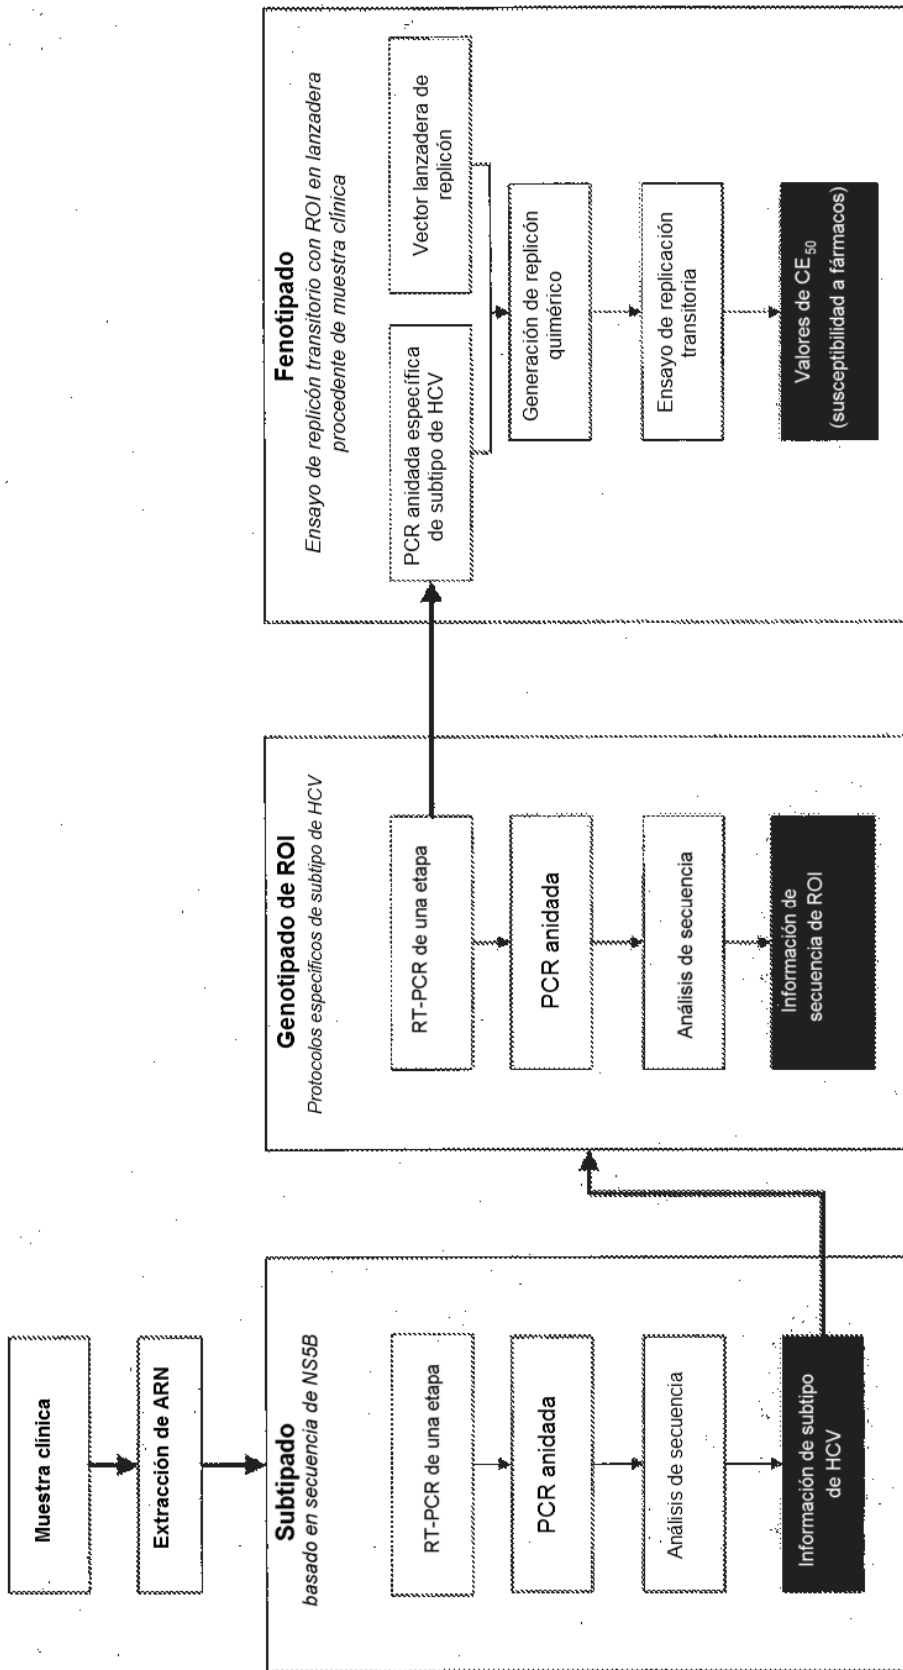 Muestra clínica
Extracción de ARN
Subtipado
basado en secuencia de NS5B
RT-PCR de una etapa
PCR anidada
Análisis de secuencia
Información de subtipo
de HCV
Genotipado de ROI
Protocolos específicos de subtipo de HCV
RT-PCR de una etapa
PCR anidada
Análisis de secuencia
Información de
secuencia de ROI
Fenotipado
Ensayo de replicón transitorio con ROI en lanzadera
procedente de muestra clínica
PCR anidada específica
de subtipo de HCV
Vector lanzadera de
replicón
Generación de replicón
quimérico
Ensayo de replicación
transitoria
Valores de CE50
(susceptibilidad a fármacos)